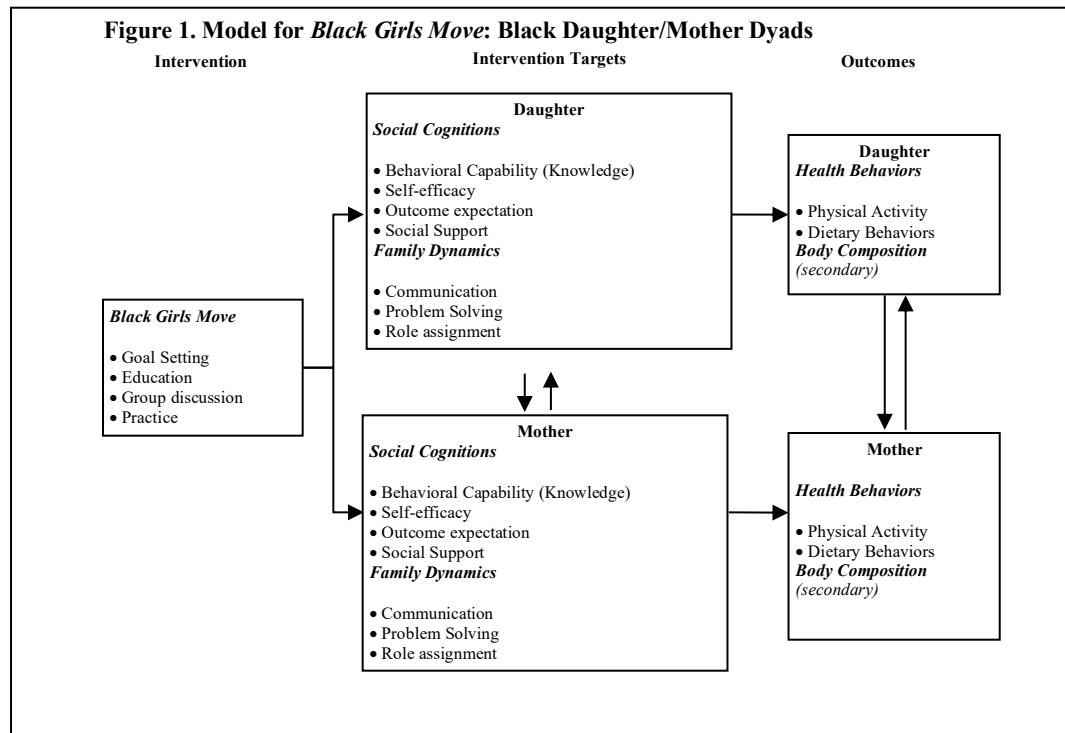 Figure 1. Model for Black Girls Move: Black Daughter/Mother Dyads
Intervention
Intervention Targets
Outcomes
Black Girls Move
• Goal Setting
• Education
• Group discussion
• Practice
Daughter
Social Cognitions
• Behavioral Capability (Knowledge)
• Self-efficacy
• Outcome expectation
• Social Support
Family Dynamics
• Communication
• Problem Solving
• Role assignment
Mother
Social Cognitions
• Behavioral Capability (Knowledge)
• Self-efficacy
• Outcome expectation
• Social Support
Family Dynamics
• Communication
• Problem Solving
• Role assignment
Daughter
Health Behaviors
• Physical Activity
• Dietary Behaviors
Body Composition
(secondary)
Mother
Health Behaviors
• Physical Activity
• Dietary Behaviors
Body Composition
(secondary)